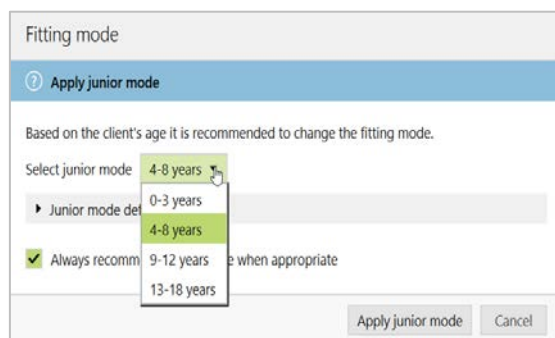 Fitting mode
Apply junior mode
Based on the client's age it is recommended to change the fitting mode.
Select junior mode 4-8 years
0-3 years
Junior mode
4-8 years
Always when appropriate
9-12 years
13-18 years
Apply junior mode Cancel